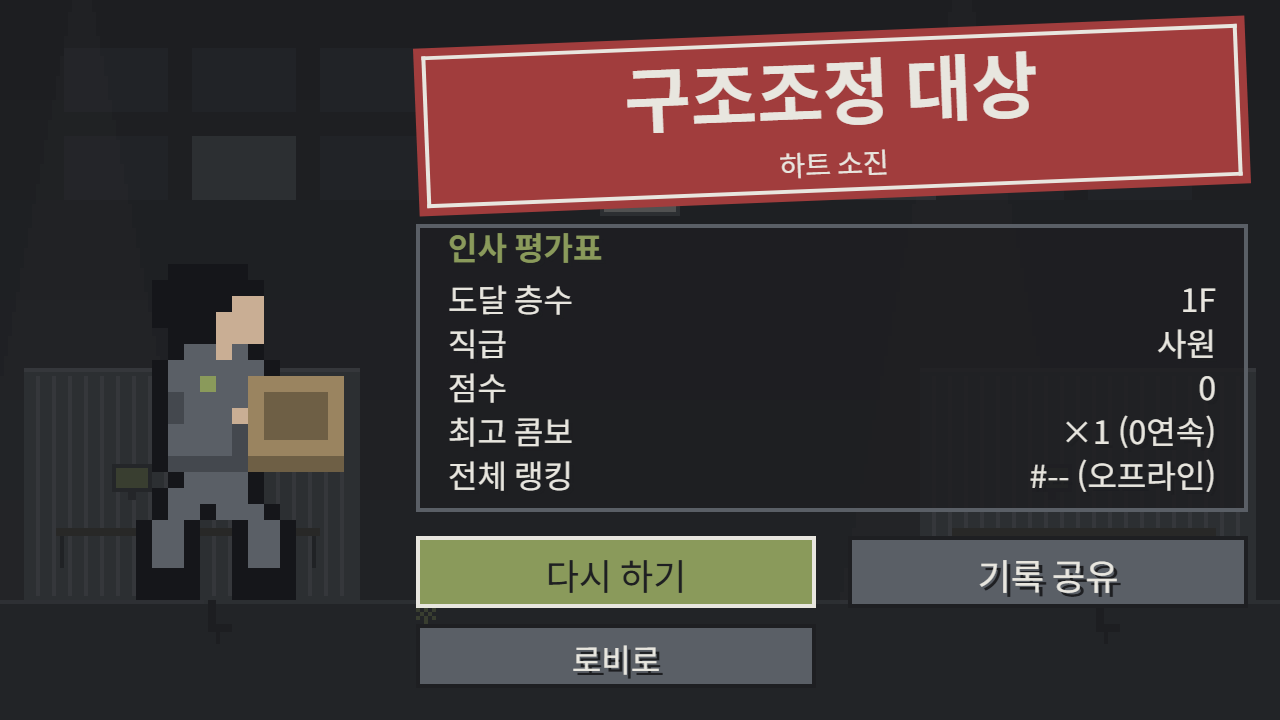 구조조정 대상
하트 소진
인사 평가표
도달 층수 1F
직급 사원
점수 0
최고 콤보 ×1 (0연속)
전체 랭킹 #-- (오프라인)
다시 하기 기록 공유
로비로